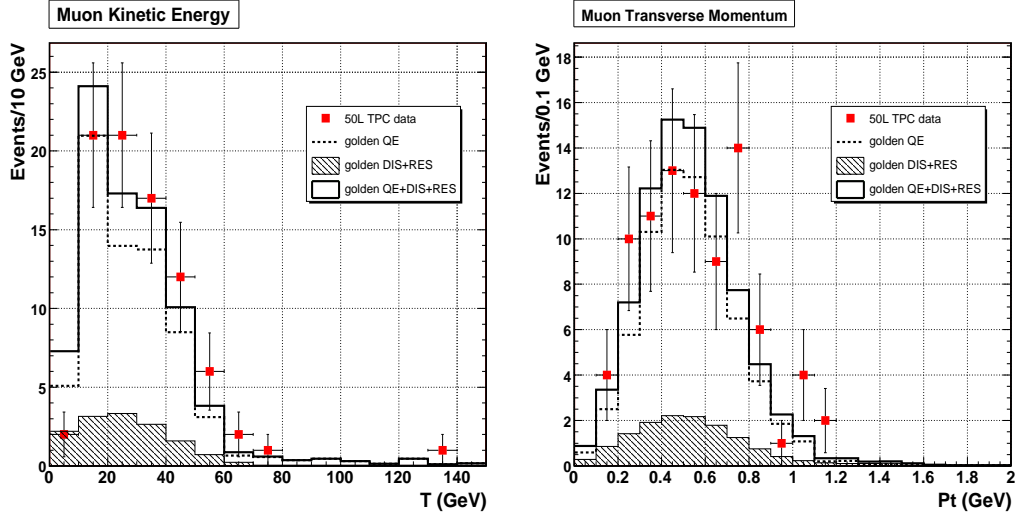 Muon Kinetic Energy
Events/10 GeV
25
20
15
10
5
0
50L TPC data
golden QE
golden DIS+RES
golden QE+DIS+RES
0 20 40 60 80 100 120 140
T (GeV)
Muon Transverse Momentum
Events/0.1 GeV
18
16
14
12
10
8
6
4
2
0
50L TPC data
golden QE
golden DIS+RES
golden QE+DIS+RES
0 0.2 0.4 0.6 0.8 1 1.2 1.4 1.6 1.8 2
Pt (GeV)